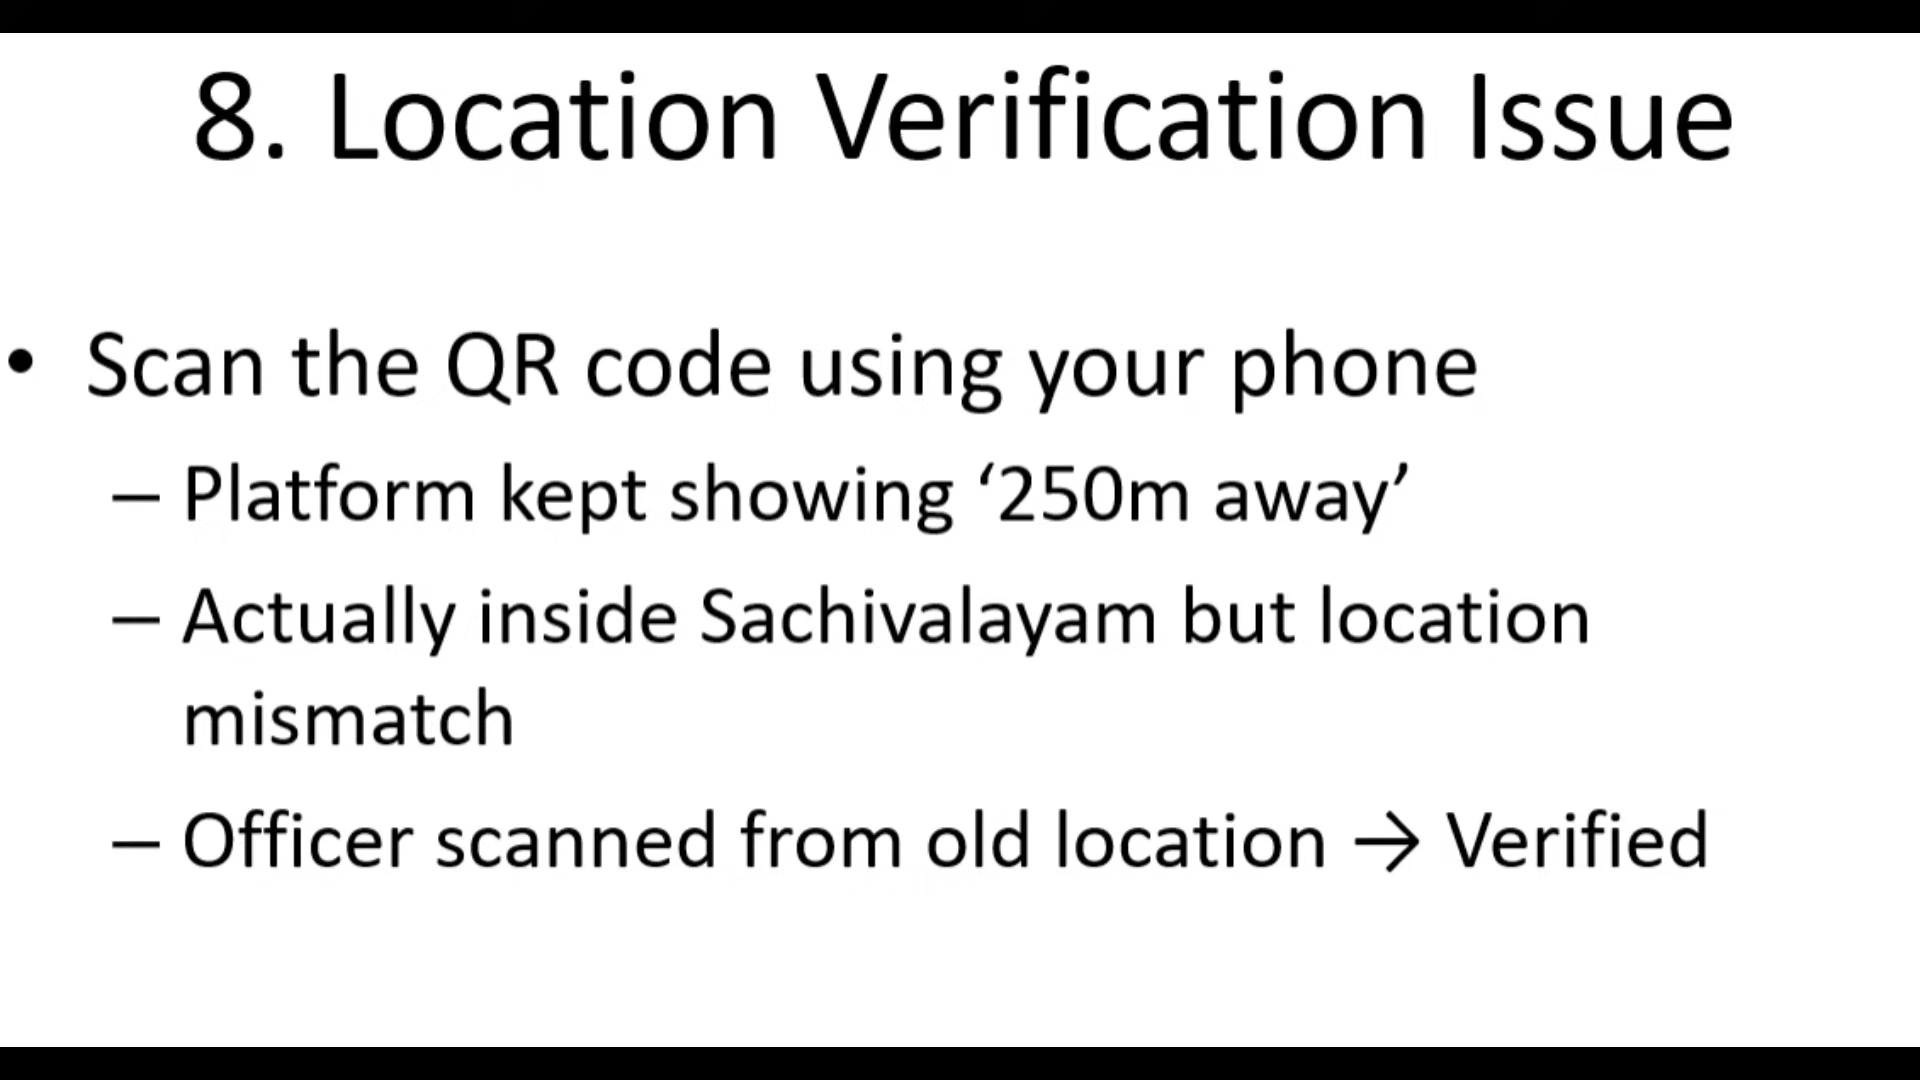 8. Location Verification Issue
• Scan the QR code using your phone
– Platform kept showing ‘250m away’
– Actually inside Sachivalayam but location
mismatch
– Officer scanned from old location → Verified